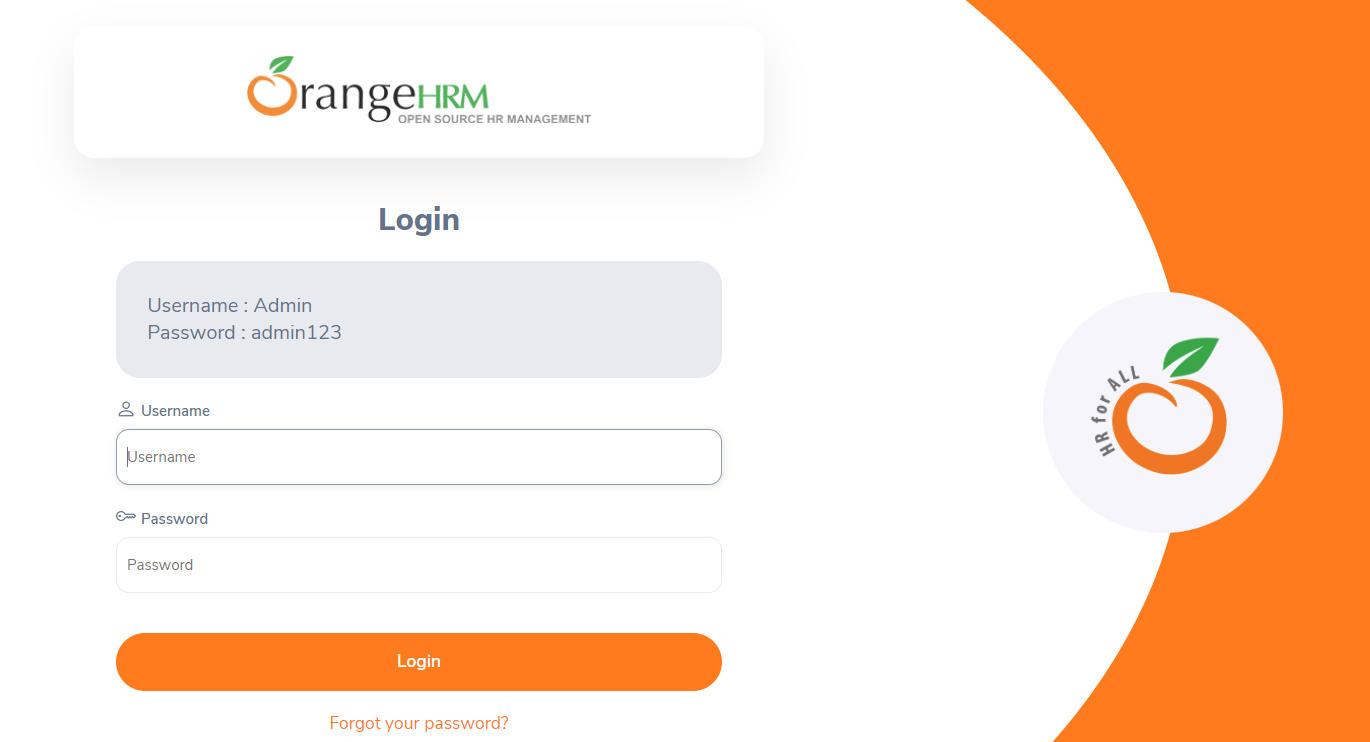 OrangeHRM
OPEN SOURCE HR MANAGEMENT
Login
Username : Admin
Password : admin123
Username
Username
Password
Password
Login
Forgot your password?
HR for ALL